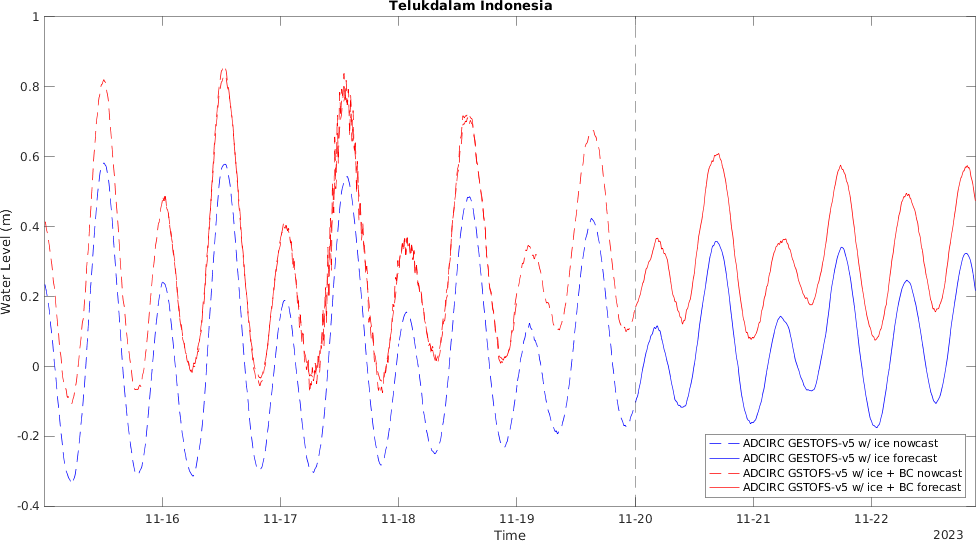 Telukdalam Indonesia
Water Level (m)
1
0.8
0.6
0.4
0.2
0
-0.2
-0.4
11-16
11-17
11-18
11-19
11-20
11-21
11-22
Time
2023
ADCIRC GESTOFS-v5 w/ ice nowcast
ADCIRC GESTOFS-v5 w/ ice forecast
ADCIRC GSTOFS-v5 w/ ice + BC nowcast
ADCIRC GSTOFS-v5 w/ ice + BC forecast